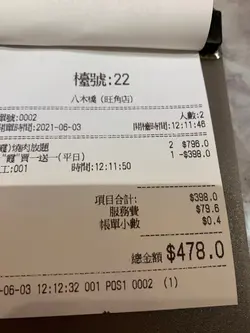 檯號:22
八木橋 (旺角店)
單號:0002 人數:2
開單時間:2021-06-03 開檯時間:12:11:46
)燒肉放題 2 $796.0
買一送一(平日) 1 -$398.0
工:001 時間:12:11:50
項目合計: $398.0
服務費 $79.6
帳單小數 $0.4
總金額 $478.0
-06-03 12:12:32 001 POS1 0002 (1)